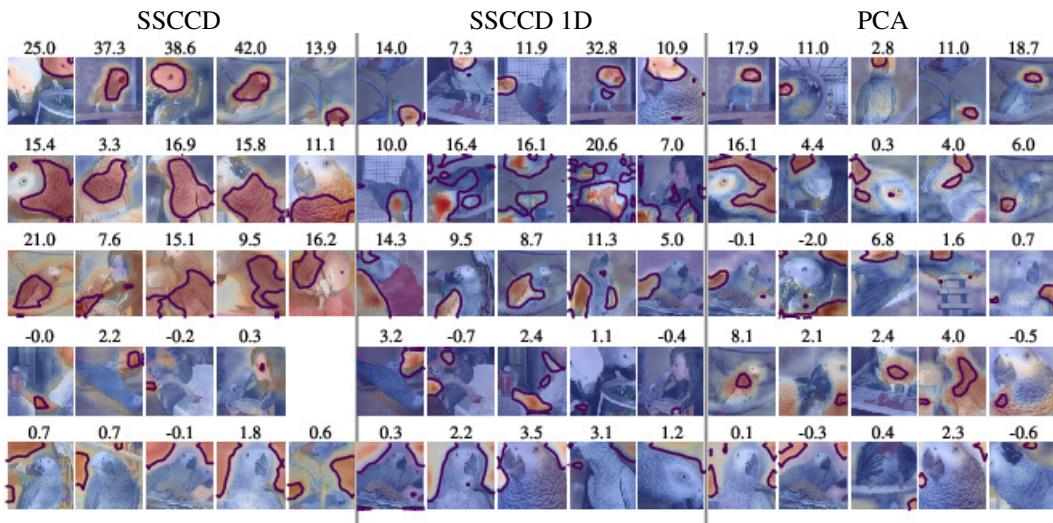 SSCCD SSCCD 1D PCA
25.0 37.3 38.6 42.0 13.9 14.0 7.3 11.9 32.8 10.9 17.9 11.0 2.8 11.0 18.7
15.4 3.3 16.9 15.8 11.1 10.0 16.4 16.1 20.6 7.0 16.1 4.4 0.3 4.0 6.0
21.0 7.6 15.1 9.5 16.2 14.3 9.5 8.7 11.3 5.0 -0.1 -2.0 6.8 1.6 0.7
-0.0 2.2 -0.2 0.3 3.2 -0.7 2.4 1.1 -0.4 8.1 2.1 2.4 4.0 -0.5
0.7 0.7 -0.1 1.8 0.6 0.3 2.2 3.5 3.1 1.2 0.1 -0.3 0.4 2.3 -0.6